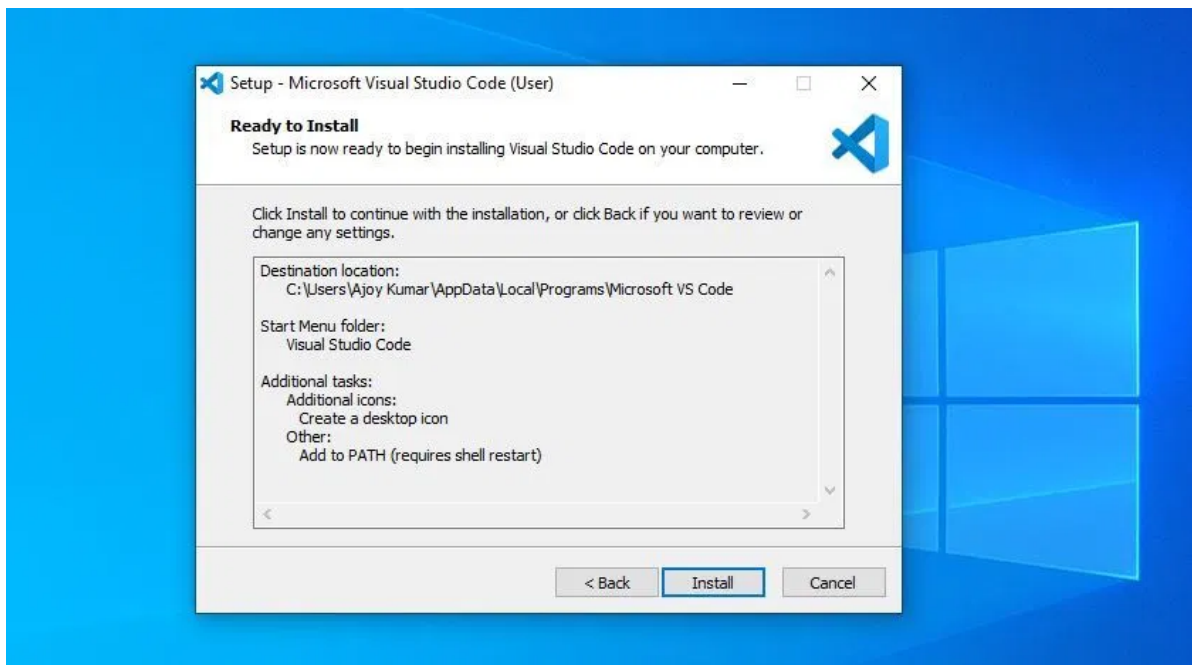 Setup - Microsoft Visual Studio Code (User)
Ready to Install
Setup is now ready to begin installing Visual Studio Code on your computer.
Click Install to continue with the installation, or click Back if you want to review or
change any settings.
Destination location:
C:\Users\Ajoy Kumar\AppData\Local\Programs\Microsoft VS Code
Start Menu folder:
Visual Studio Code
Additional tasks:
Additional icons:
Create a desktop icon
Other:
Add to PATH (requires shell restart)
< Back Install Cancel